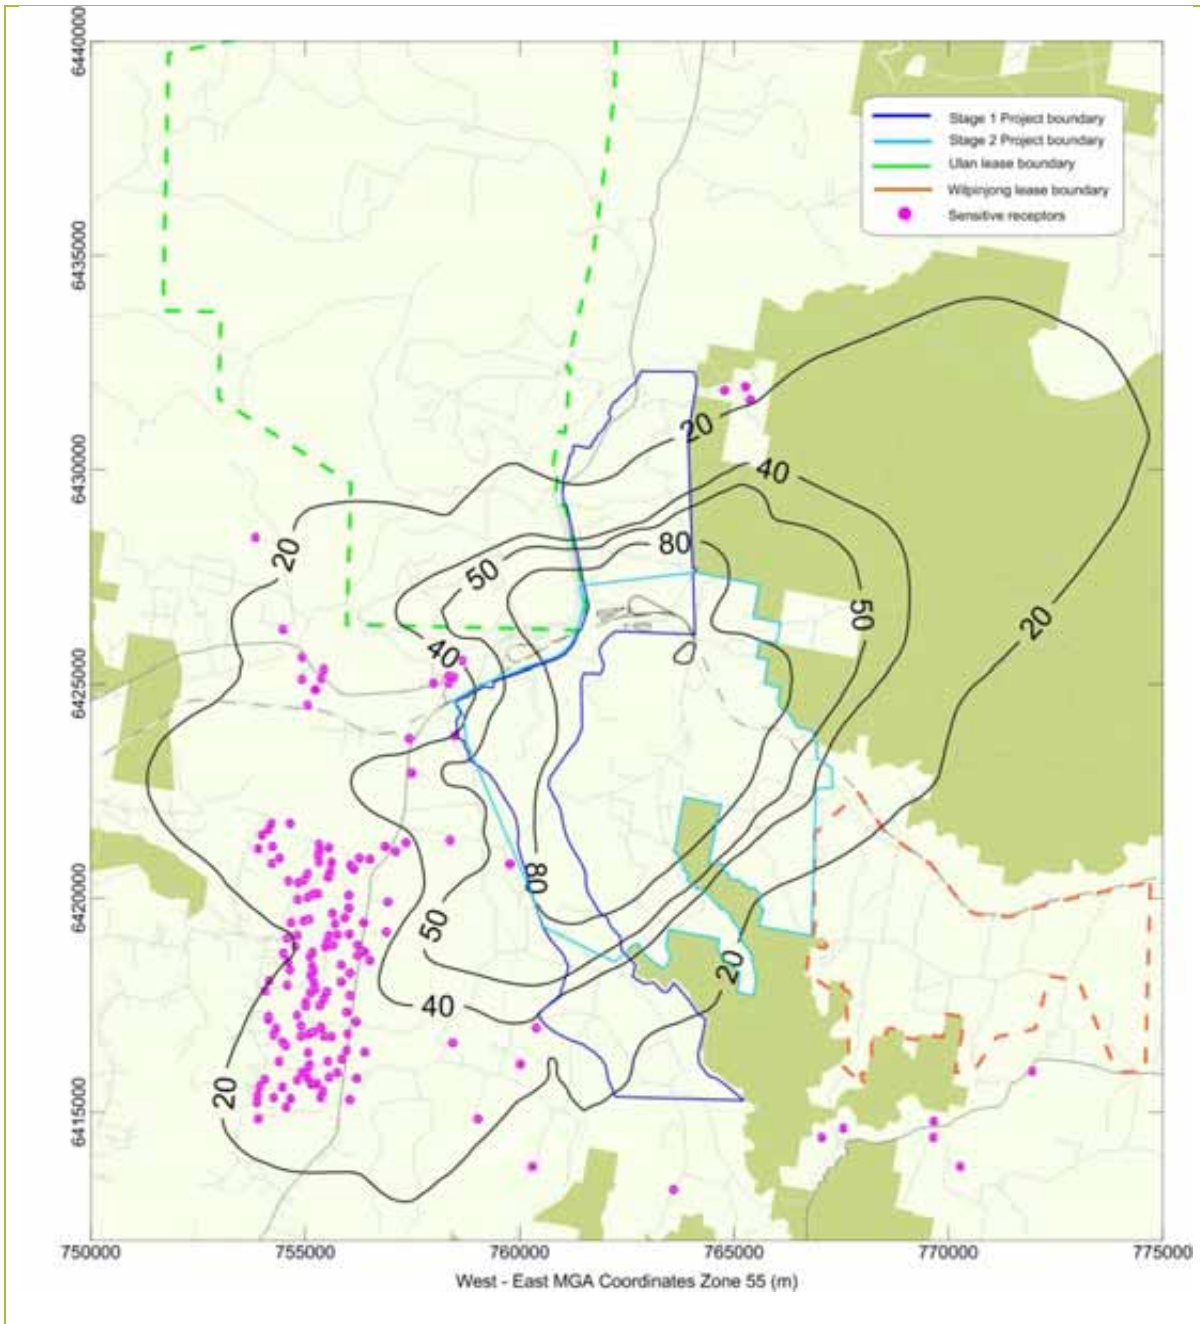 6440000
Stage 1 Project boundary
Stage 2 Project boundary
Ulan lease boundary
Wilpinjong lease boundary
Sensitive receptors
6435000
6430000
20
40
80
20
50
50
20
40
6425000
80
6420000
50
20
40
20
6415000
750000 755000 760000 765000 770000 775000
West - East MGA Coordinates Zone 55 (m)